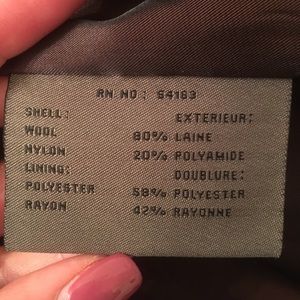 RN NO.: 54163
SHELL: EXTERIEUR:
WOOL 80% LAINE
NYLON 20% POLYAMIDE
LINING: DOUBLURE:
POLYESTER 58% POLYESTER
RAYON 42% RAYONNE